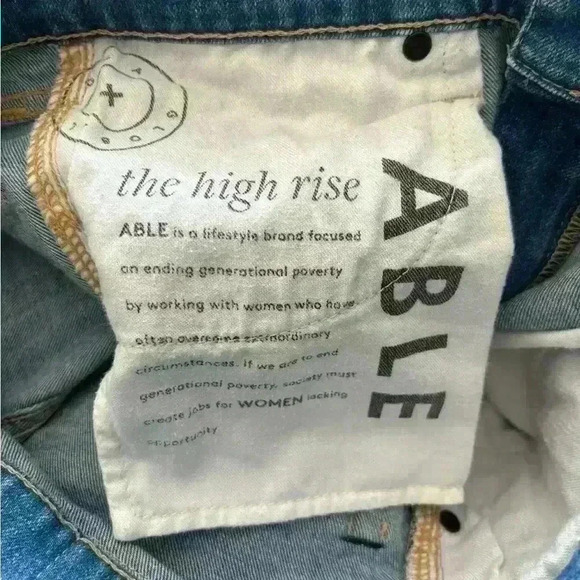 the high rise
ABLE is a lifestyle brand focused
on ending generational poverty
by working with women who have
often overcome extraordinary
circumstances. if we are to end
generational poverty, society must
create jobs for WOMEN lacking
opportunity
ABLE